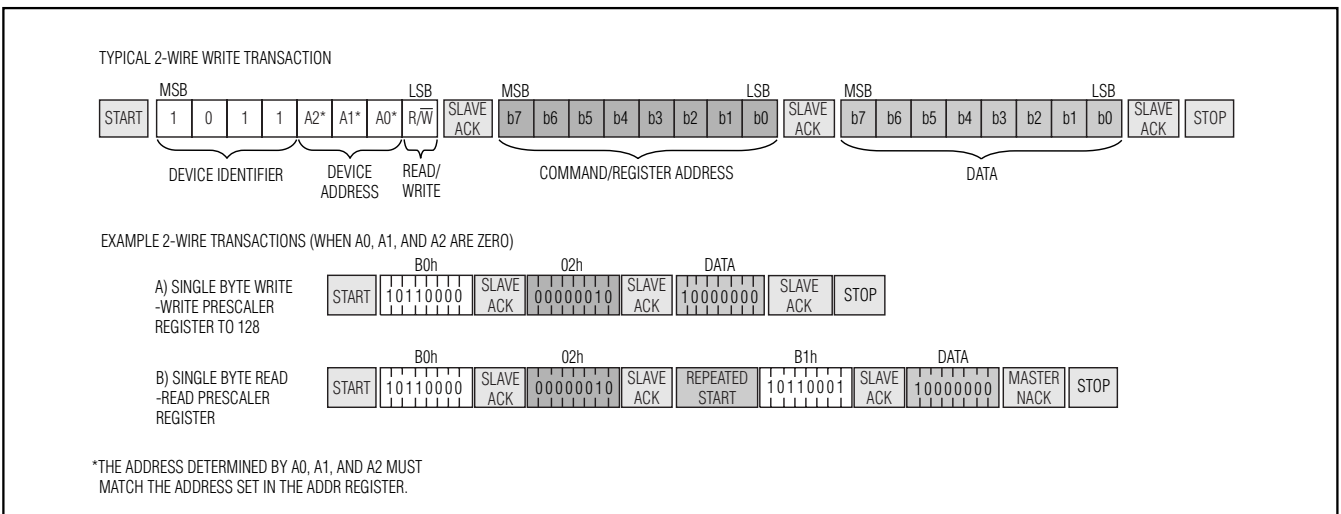 TYPICAL 2-WIRE WRITE TRANSACTION
MSB LSB MSB LSB MSB LSB
START 1 0 1 1 A2* A1* A0* R/W̅ SLAVE ACK b7 b6 b5 b4 b3 b2 b1 b0 SLAVE ACK b7 b6 b5 b4 b3 b2 b1 b0 SLAVE ACK STOP
DEVICE IDENTIFIER DEVICE ADDRESS READ/WRITE COMMAND/REGISTER ADDRESS DATA
EXAMPLE 2-WIRE TRANSACTIONS (WHEN A0, A1, AND A2 ARE ZERO)
B0h 02h DATA
A) SINGLE BYTE WRITE
-WRITE PRESCALER
REGISTER TO 128
START 10110000 SLAVE ACK 00000010 SLAVE ACK 10000000 SLAVE ACK STOP
B0h 02h B1h DATA
B) SINGLE BYTE READ
-READ PRESCALER
REGISTER
START 10110000 SLAVE ACK 00000010 SLAVE ACK REPEATED START 10110001 SLAVE ACK 10000000 MASTER NACK STOP
*THE ADDRESS DETERMINED BY A0, A1, AND A2 MUST
MATCH THE ADDRESS SET IN THE ADDR REGISTER.